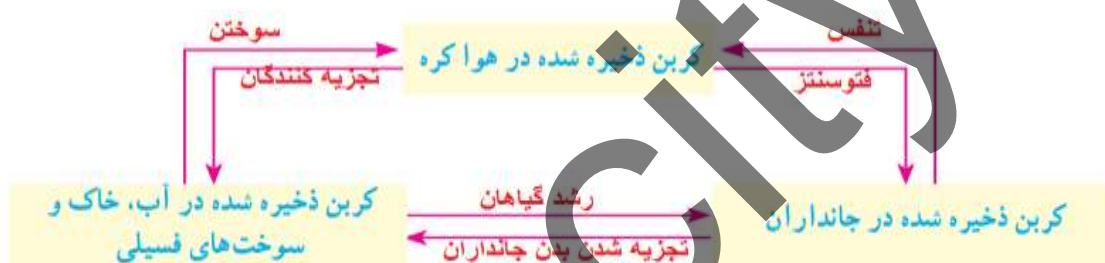 سوختن
تنفس
کربن ذخیره شده در هوا کره
تجزیه کنندگان
فتوسنتز
کربن ذخیره شده در جانداران
رشد گیاهان
تجزیه شدن بدن جانداران
کربن ذخیره شده در آب، خاک و
سوخت‌های فسیلی
city